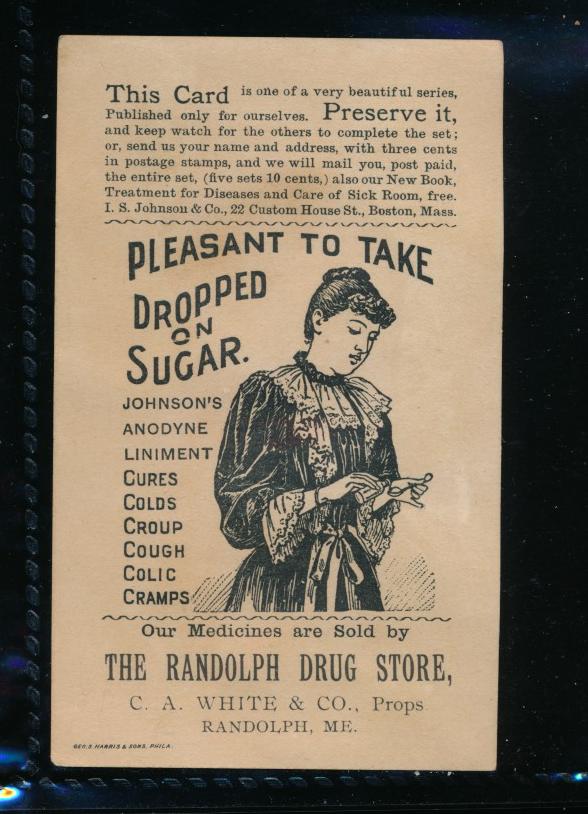 This Card is one of a very beautiful series,
Published only for ourselves. Preserve it,
and keep watch for the others to complete the set;
or, send us your name and address, with three cents
in postage stamps, and we will mail you, post paid,
the entire set, (five sets 10 cents,) also our New Book,
Treatment for Diseases and Care of Sick Room, free.
I. S. Johnson & Co., 22 Custom House St., Boston, Mass.
PLEASANT TO TAKE
DROPPED
ON
SUGAR.
JOHNSON'S
ANODYNE
LINIMENT
CURES
COLDS
CROUP
COUGH
COLIC
CRAMPS
Our Medicines are Sold by
THE RANDOLPH DRUG STORE,
C. A. WHITE & CO., Props
RANDOLPH, ME.
GEO. S. HARRIS & SONS, PHILA.